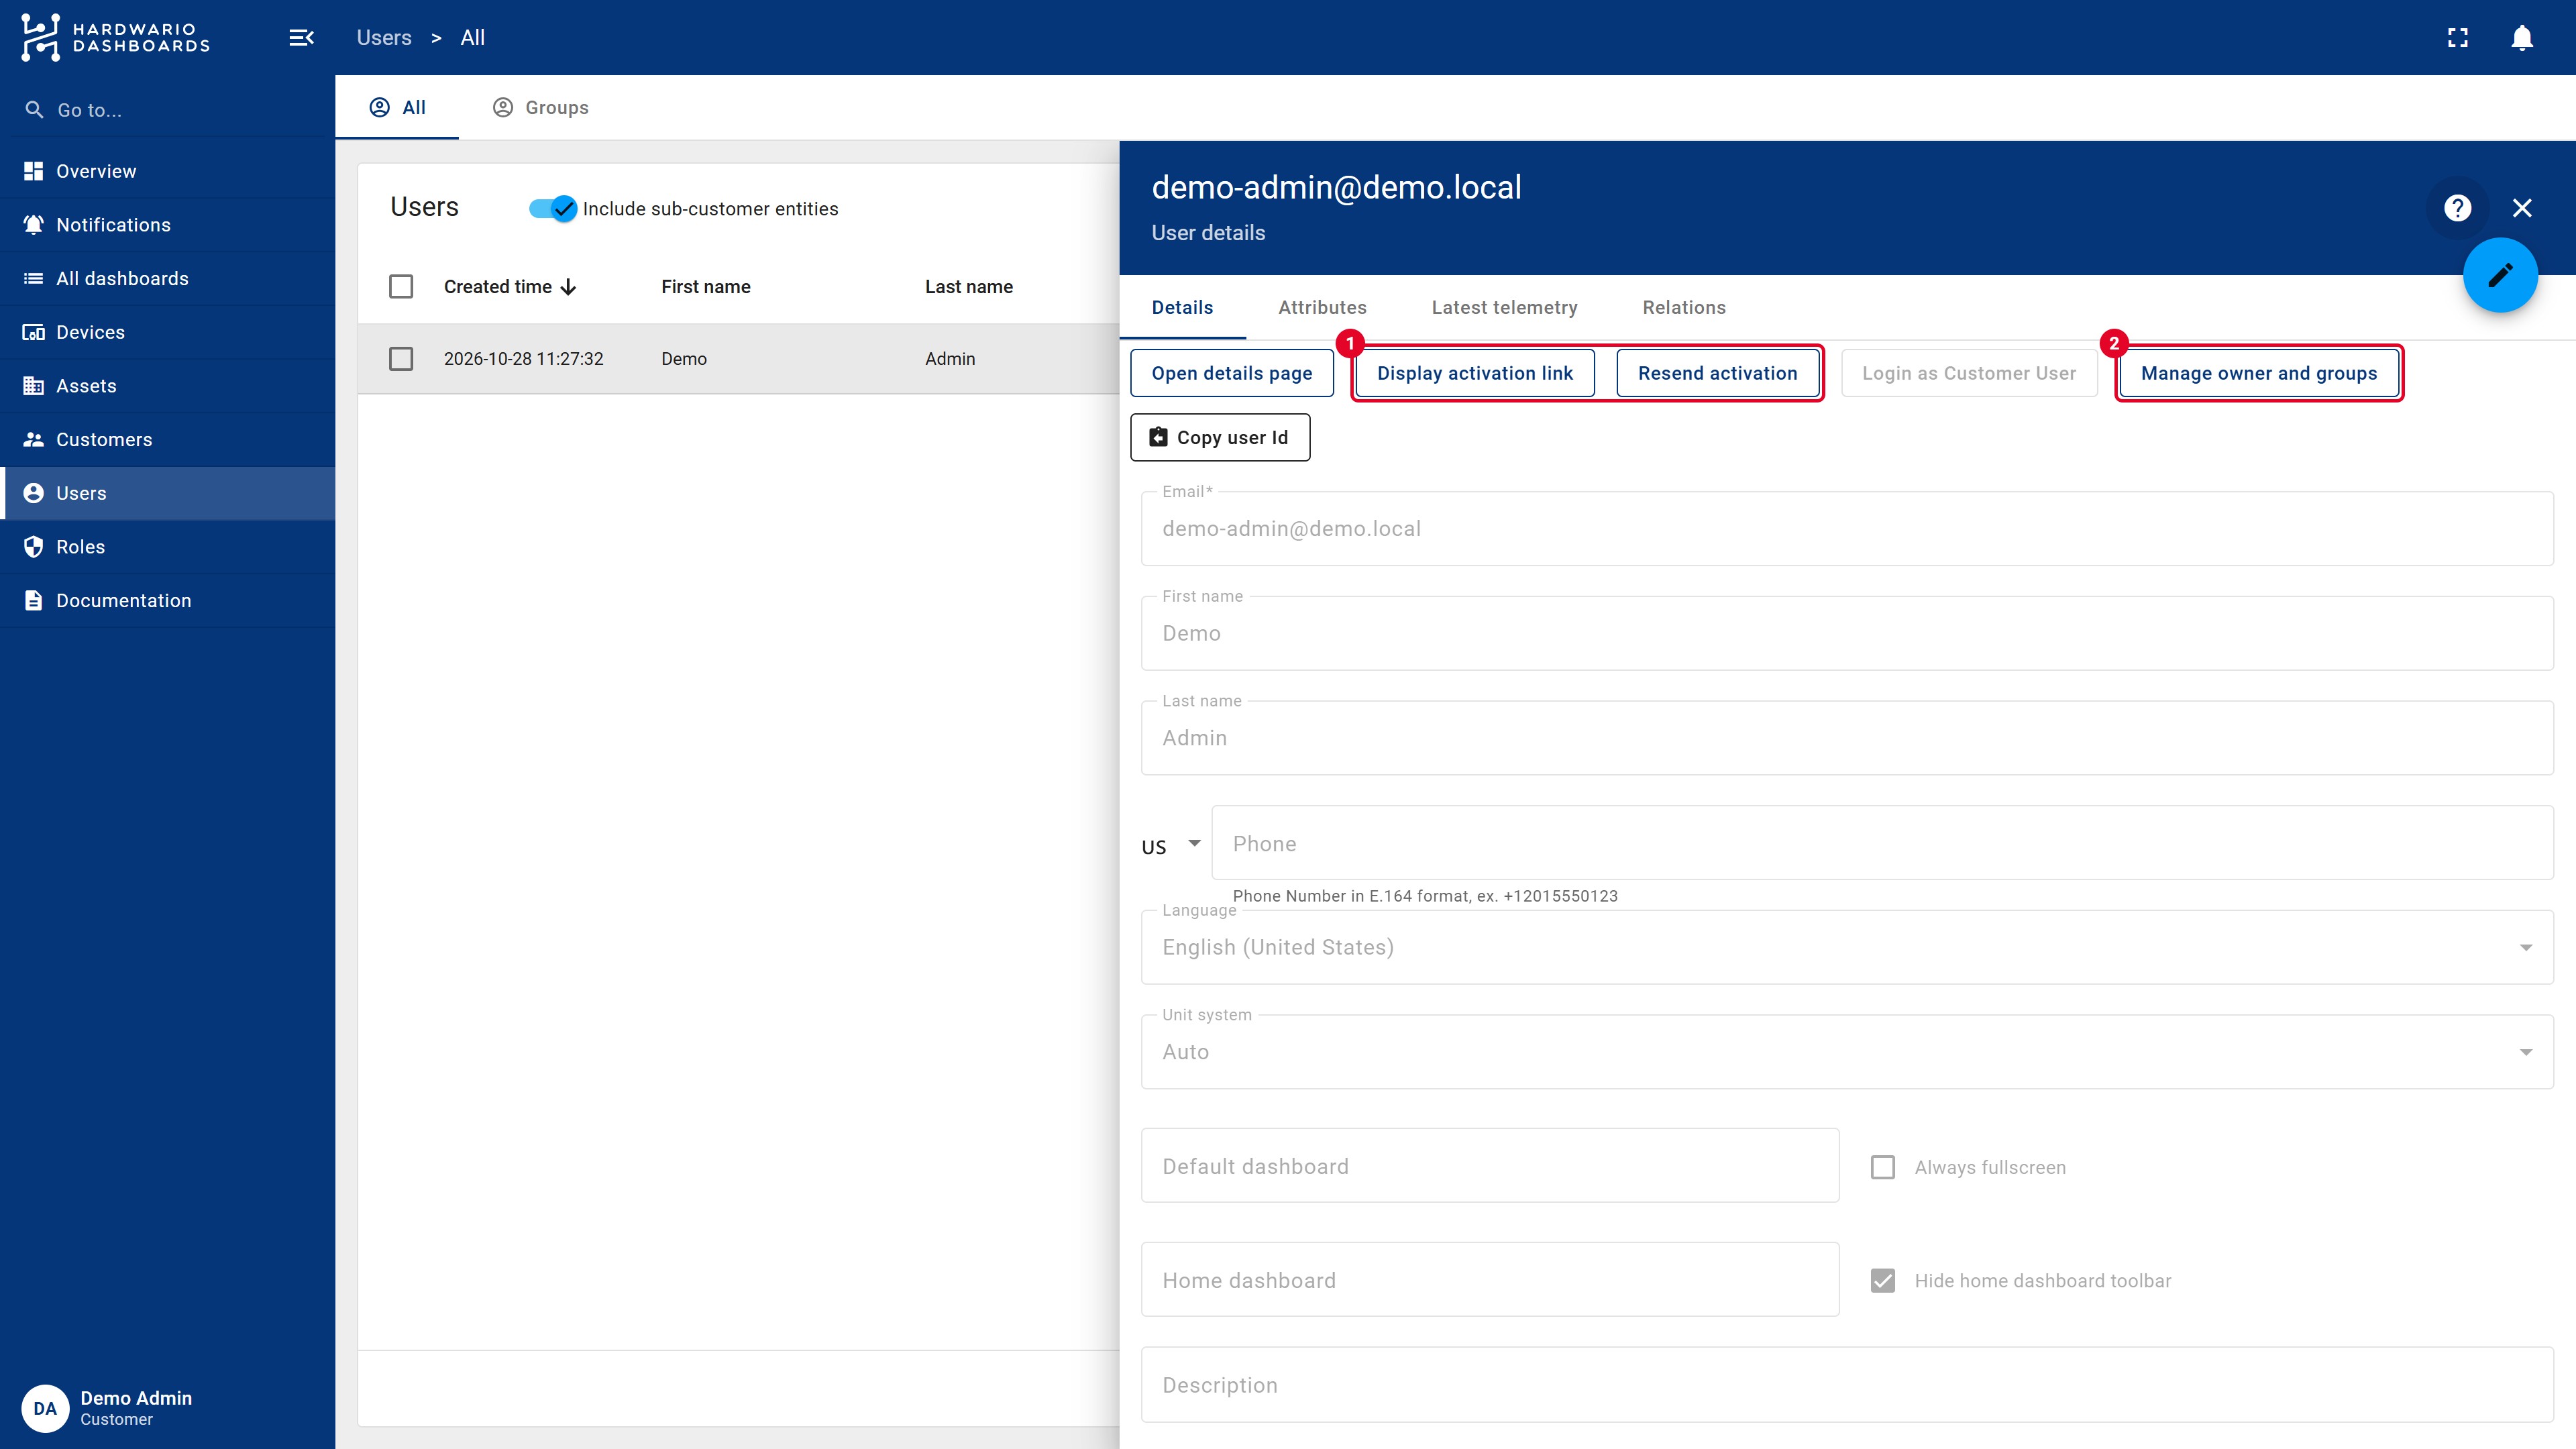 HARDWARIO
DASHBOARDS
Users > All
Go to...
Overview
Notifications
All dashboards
Devices
Assets
Customers
Users
Roles
Documentation
DA
Demo Admin
Customer
All
Groups
Users
Include sub-customer entities
Created time
First name
Last name
2026-10-28 11:27:32
Demo
Admin
demo-admin@demo.local
User details
?
Details
Attributes
Latest telemetry
Relations
1
2
Open details page
Display activation link
Resend activation
Login as Customer User
Manage owner and groups
Copy user Id
Email*
demo-admin@demo.local
First name
Demo
Last name
Admin
US
Phone
Phone Number in E.164 format, ex. +12015550123
Language
English (United States)
Unit system
Auto
Default dashboard
Always fullscreen
Home dashboard
Hide home dashboard toolbar
Description